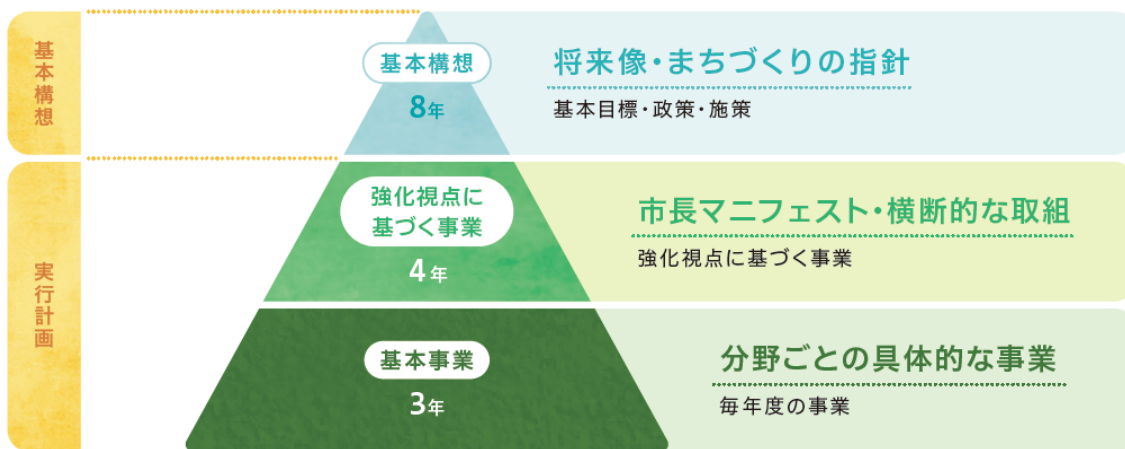 基本構想
基本構想
8年
将来像・まちづくりの指針
基本目標・政策・施策
実行計画
強化視点に
基づく事業
4年
市長マニフェスト・横断的な取組
強化視点に基づく事業
基本事業
3年
分野ごとの具体的な事業
毎年度の事業